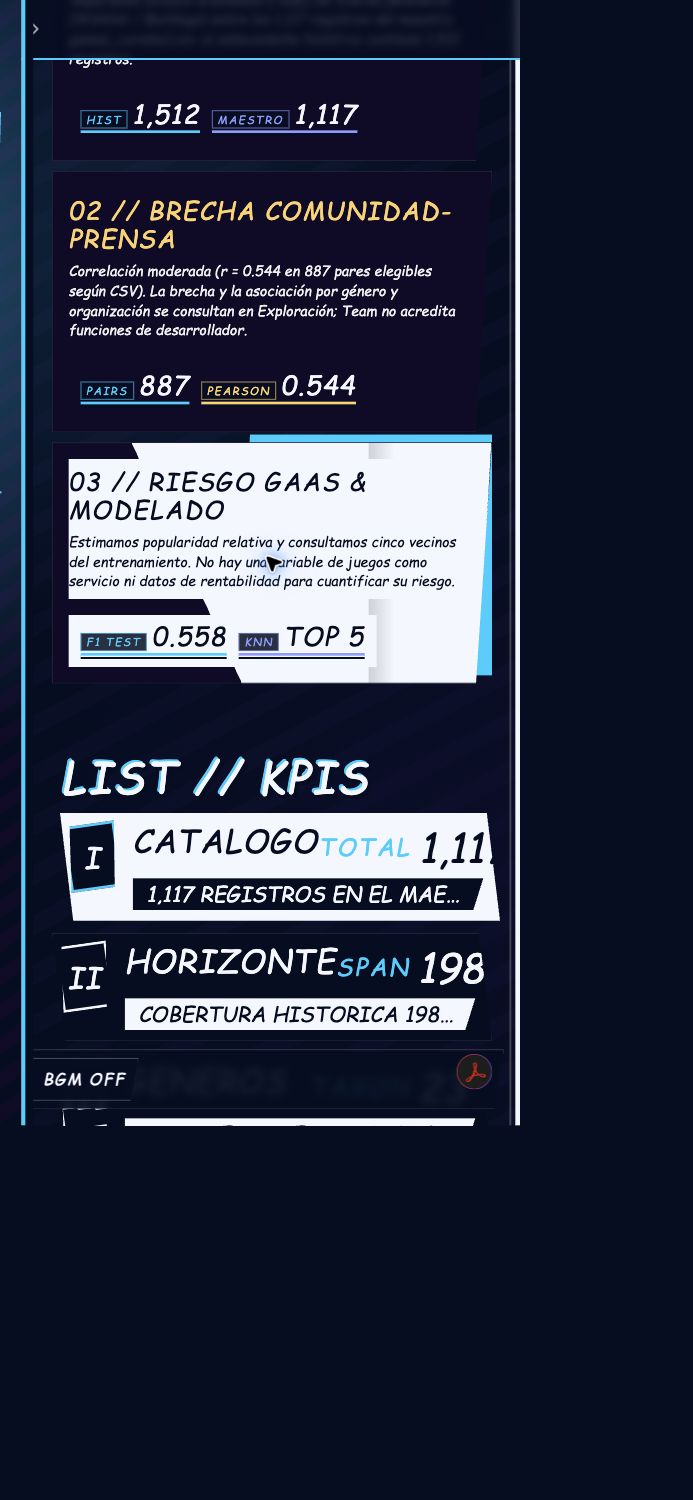 registros.
HIST 1,512 MAESTRO 1,117
02 // BRECHA COMUNIDAD-
PRENSA
Correlación moderada (r = 0.544 en 887 pares elegibles
según CSV). La brecha y la asociación por género y
organización se consultan en Exploración; Team no acredita
funciones de desarrollador.
PAIRS 887 PEARSON 0.544
03 // RIESGO GAAS &
MODELADO
Estimamos popularidad relativa y consultamos cinco vecinos
del entrenamiento. No hay una variable de juegos como
servicio ni datos de rentabilidad para cuantificar su riesgo.
F1 TEST 0.558 KNN TOP 5
LIST // KPIS
I CATALOGO TOTAL 1,11
1,117 REGISTROS EN EL MAE...
II HORIZONTE SPAN 198
COBERTURA HISTORICA 198...
BGM OFF